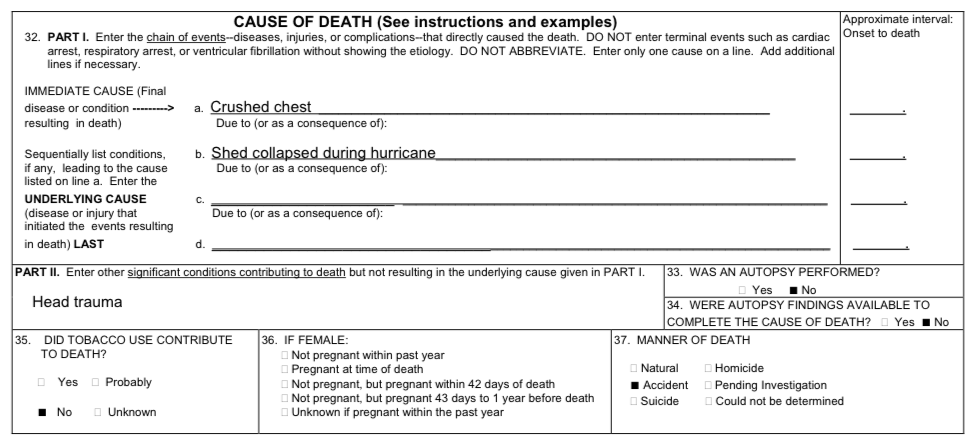 CAUSE OF DEATH (See instructions and examples)
32. PART I. Enter the chain of events--diseases, injuries, or complications--that directly caused the death. DO NOT enter terminal events such as cardiac
arrest, respiratory arrest, or ventricular fibrillation without showing the etiology. DO NOT ABBREVIATE. Enter only one cause on a line. Add additional
lines if necessary.
Approximate interval:
Onset to death
IMMEDIATE CAUSE (Final
disease or condition --------->
resulting in death)
a. Crushed chest
Due to (or as a consequence of):
Sequentially list conditions,
if any, leading to the cause
listed on line a. Enter the
UNDERLYING CAUSE
(disease or injury that
initiated the events resulting
in death) LAST
b. Shed collapsed during hurricane
Due to (or as a consequence of):
c.
Due to (or as a consequence of):
d.
PART II. Enter other significant conditions contributing to death but not resulting in the underlying cause given in PART I.
Head trauma
33. WAS AN AUTOPSY PERFORMED?
□ Yes ■ No
34. WERE AUTOPSY FINDINGS AVAILABLE TO
COMPLETE THE CAUSE OF DEATH? □ Yes ■ No
35. DID TOBACCO USE CONTRIBUTE
TO DEATH?
□ Yes □ Probably
■ No □ Unknown
36. IF FEMALE:
□ Not pregnant within past year
□ Pregnant at time of death
□ Not pregnant, but pregnant within 42 days of death
□ Not pregnant, but pregnant 43 days to 1 year before death
□ Unknown if pregnant within the past year
37. MANNER OF DEATH
□ Natural □ Homicide
■ Accident □ Pending Investigation
□ Suicide □ Could not be determined